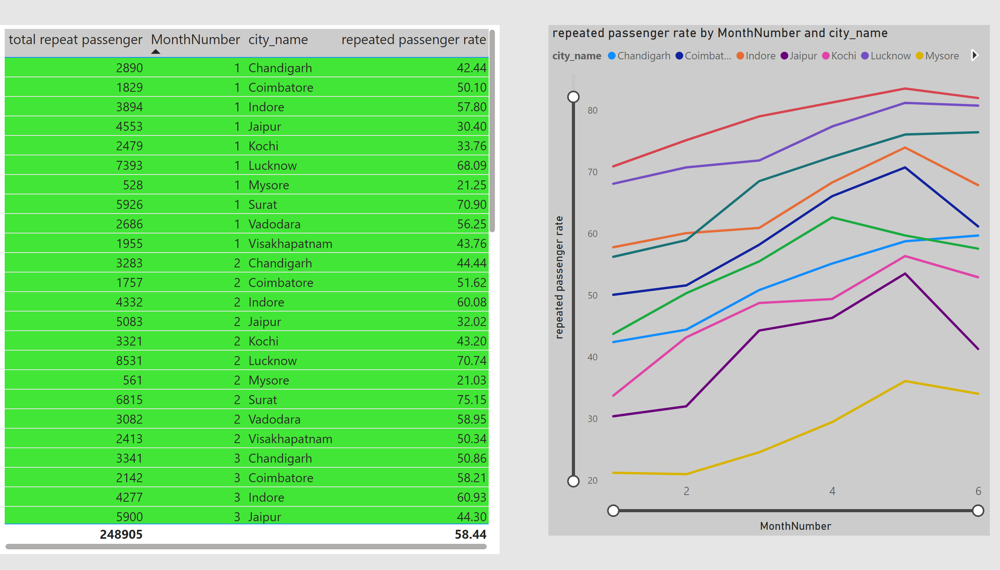 total repeat passenger MonthNumber city_name repeated passenger rate
2890 1 Chandigarh 42.44
1829 1 Coimbatore 50.10
3894 1 Indore 57.80
4553 1 Jaipur 30.40
2479 1 Kochi 33.76
7393 1 Lucknow 68.09
528 1 Mysore 21.25
5926 1 Surat 70.90
2686 1 Vadodara 56.25
1955 1 Visakhapatnam 43.76
3283 2 Chandigarh 44.44
1757 2 Coimbatore 51.62
4332 2 Indore 60.08
5083 2 Jaipur 32.02
3321 2 Kochi 43.20
8531 2 Lucknow 70.74
561 2 Mysore 21.03
6815 2 Surat 75.15
3082 2 Vadodara 58.95
2413 2 Visakhapatnam 50.34
3341 3 Chandigarh 50.86
2142 3 Coimbatore 58.21
4277 3 Indore 60.93
5900 3 Jaipur 44.30
248905 58.44
repeated passenger rate by MonthNumber and city_name
city_name Chandigarh Coimbat... Indore Jaipur Kochi Lucknow Mysore
repeated passenger rate
80
70
60
50
40
30
20
2 4 6
MonthNumber